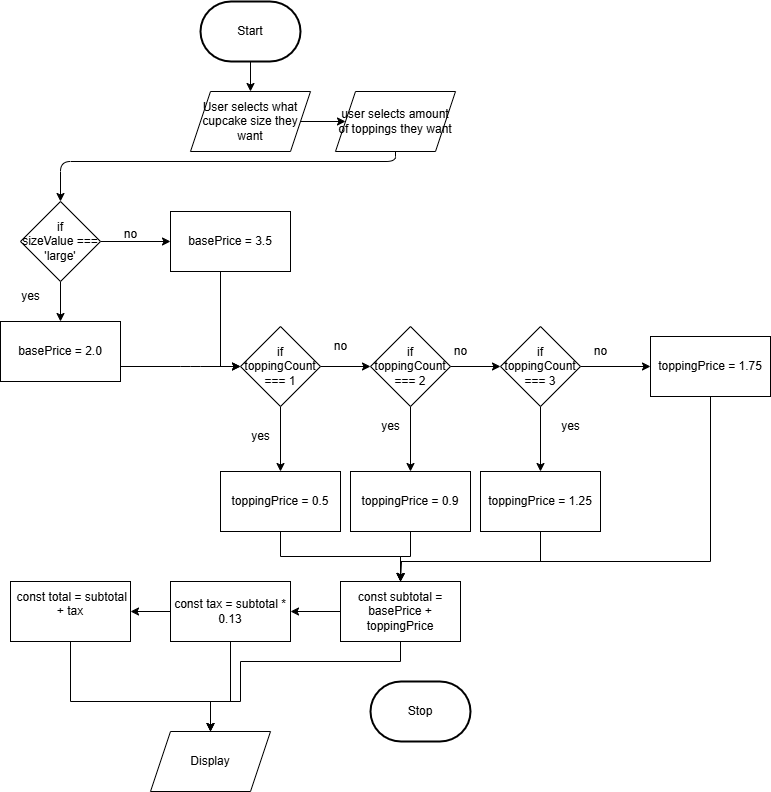 Start
User selects what
cupcake size they
want
user selects amount
of toppings they want
if
sizeValue ===
'large'
no
basePrice = 3.5
yes
basePrice = 2.0
if
toppingCount
=== 1
no
if
toppingCount
=== 2
no
if
toppingCount
=== 3
no
toppingPrice = 1.75
yes
yes
yes
toppingPrice = 0.5
toppingPrice = 0.9
toppingPrice = 1.25
const total = subtotal
+ tax
const tax = subtotal *
0.13
const subtotal =
basePrice +
toppingPrice
Stop
Display